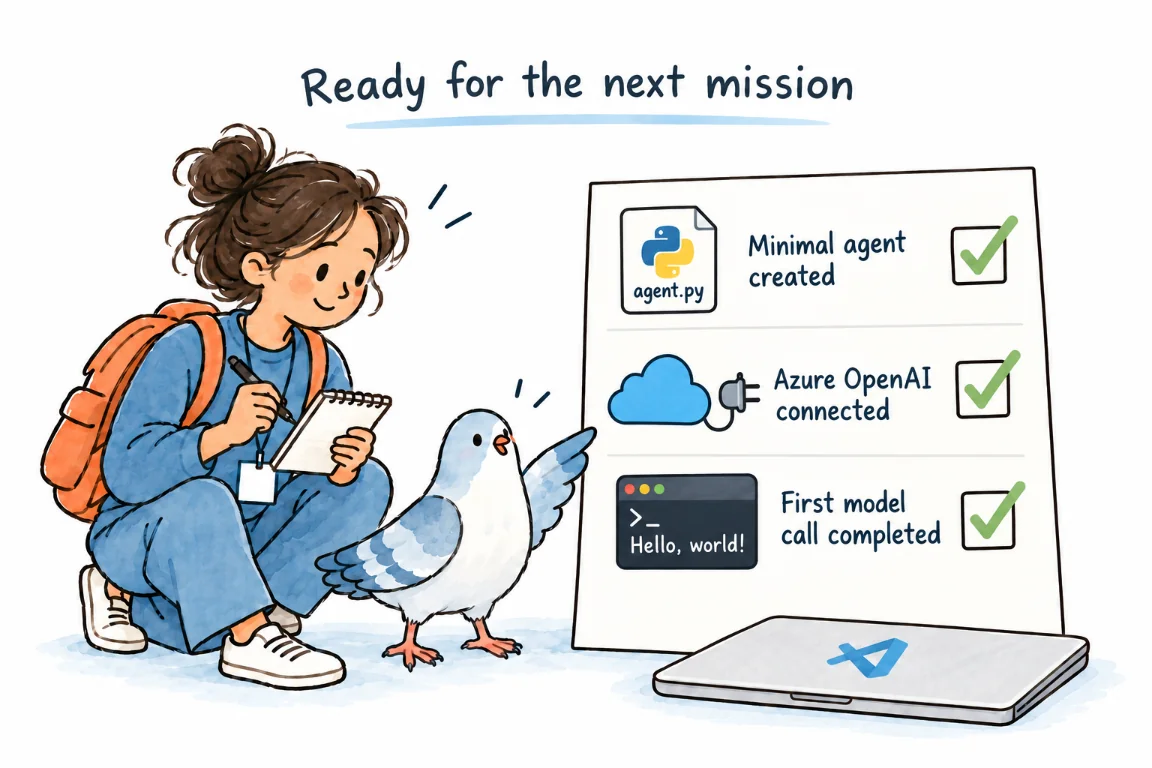 Ready for the next mission
agent.py
Minimal agent
created
Azure OpenAI
connected
>_
Hello, world!
First model
call completed